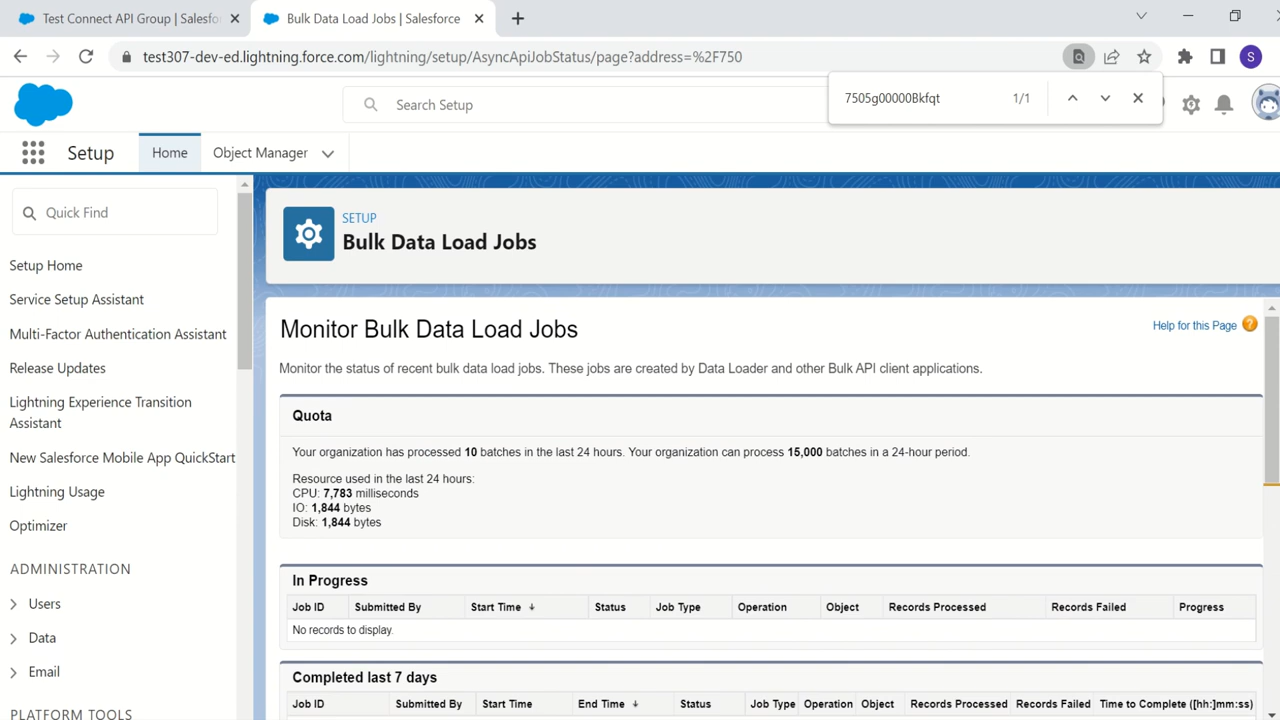 Test Connect API Group | Salesfo
Bulk Data Load Jobs | Salesforce
test307-dev-ed.lightning.force.com/lightning/setup/AsyncApiJobStatus/page?address=%2F750
S
7505g00000Bkfqt 1/1
Search Setup
Setup Home Object Manager
Quick Find
Setup Home
Service Setup Assistant
Multi-Factor Authentication Assistant
Release Updates
Lightning Experience Transition
Assistant
New Salesforce Mobile App QuickStart
Lightning Usage
Optimizer
ADMINISTRATION
Users
Data
Email
PLATFORM TOOLS
SETUP
Bulk Data Load Jobs
Monitor Bulk Data Load Jobs
Help for this Page ?
Monitor the status of recent bulk data load jobs. These jobs are created by Data Loader and other Bulk API client applications.
Quota
Your organization has processed 10 batches in the last 24 hours. Your organization can process 15,000 batches in a 24-hour period.
Resource used in the last 24 hours:
CPU: 7,783 milliseconds
IO: 1,844 bytes
Disk: 1,844 bytes
In Progress
Job ID Submitted By Start Time Status Job Type Operation Object Records Processed Records Failed Progress
No records to display.
Completed last 7 days
Job ID Submitted By Start Time End Time Status Job Type Operation Object Records Processed Records Failed Time to Complete ([hh:]mm:ss)